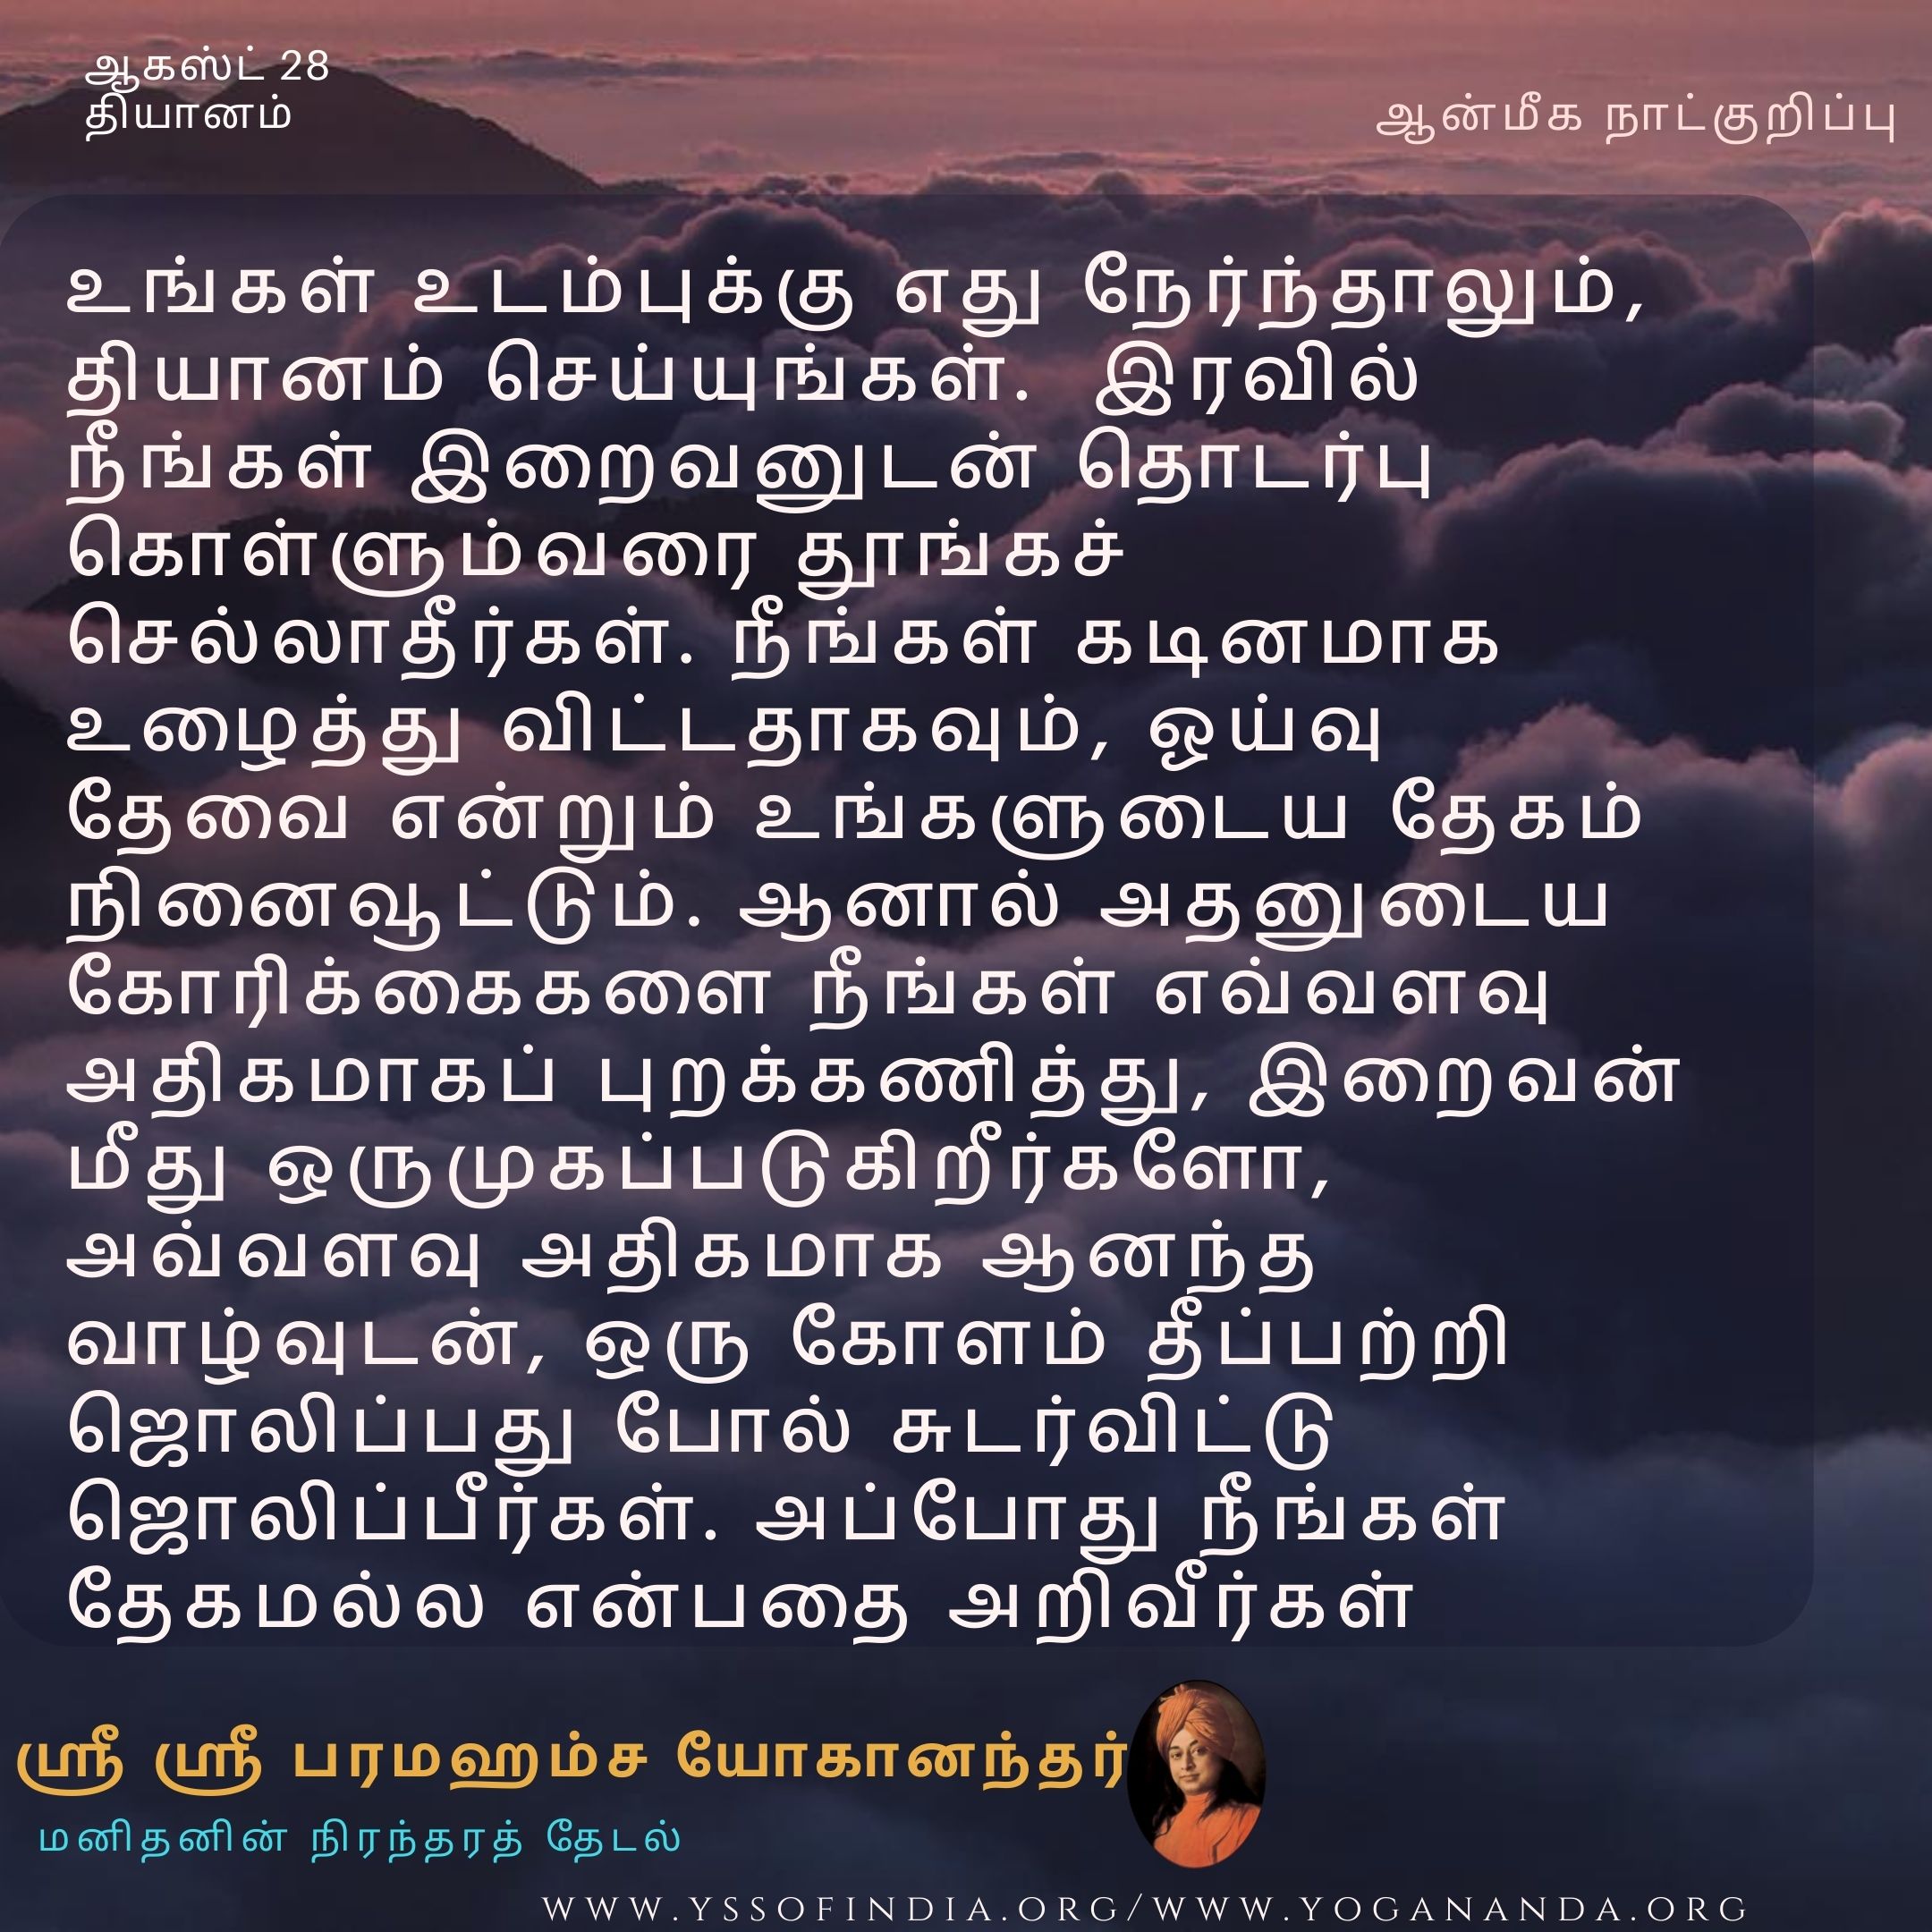 ஆகஸ்ட் 28
தியானம்
ஆன்மீக நாட்குறிப்பு
உங்கள் உடம்புக்கு எது நேர்ந்தாலும்,
தியானம் செய்யுங்கள். இரவில்
நீங்கள் இறைவனுடன் தொடர்பு
கொள்ளும்வரை தூங்கச்
செல்லாதீர்கள். நீங்கள் கடினமாக
உழைத்து விட்டதாகவும், ஓய்வு
தேவை என்றும் உங்களுடைய தேகம்
நினைவூட்டும். ஆனால் அதனுடைய
கோரிக்கைகளை நீங்கள் எவ்வளவு
அதிகமாகப் புறக்கணித்து, இறைவன்
மீது ஒருமுகப்படுகிறீர்களோ,
அவ்வளவு அதிகமாக ஆனந்த
வாழ்வுடன், ஒரு கோளம் தீப்பற்றி
ஜொலிப்பது போல் சுடர்விட்டு
ஜொலிப்பீர்கள். அப்போது நீங்கள்
தேகமல்ல என்பதை அறிவீர்கள்
ஸ்ரீ ஸ்ரீ பரமஹம்ச யோகானந்தர்
மனிதனின் நிரந்தரத் தேடல்
WWW.YSSOFINDIA.ORG/WWW.YOGANANDA.ORG